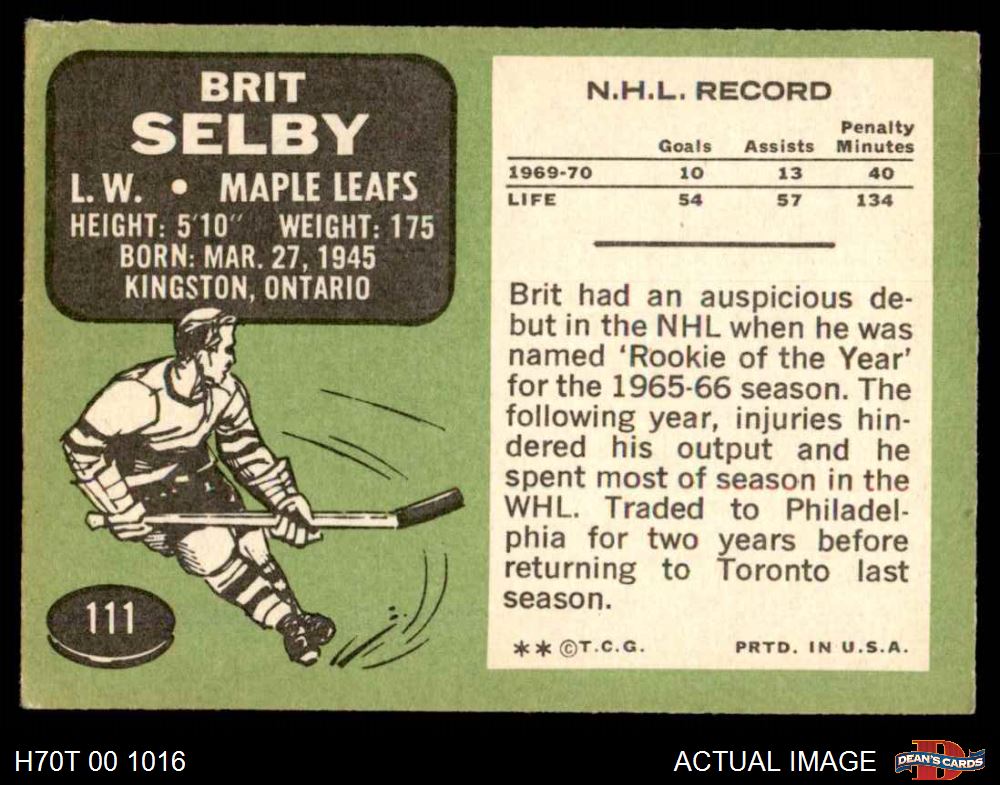 BRIT
SELBY
L.W. • MAPLE LEAFS
HEIGHT: 5'10" WEIGHT: 175
BORN: MAR. 27, 1945
KINGSTON, ONTARIO
111
N.H.L. RECORD
Goals Assists Penalty Minutes
1969-70 10 13 40
LIFE 54 57 134
Brit had an auspicious de-
but in the NHL when he was
named 'Rookie of the Year'
for the 1965-66 season. The
following year, injuries hin-
dered his output and he
spent most of season in the
WHL. Traded to Philadel-
phia for two years before
returning to Toronto last
season.
** ©T.C.G. PRTD. IN U.S.A.
H70T 00 1016
ACTUAL IMAGE
DEAN'S CARDS